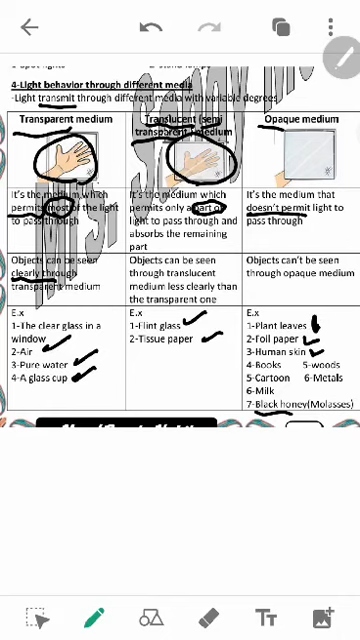 4-Light behavior through different media
-Light transmit through different media with variable degrees
Transparent medium
Translucent (semi transparent) medium
Opaque medium
It's the medium which
permits most of the light
to pass through
It's the medium which
permits only a part of
light to pass through and
absorbs the remaining
part
It's the medium that
doesn't permit light to
pass through
Objects can be seen
clearly through
transparent medium
Objects can be seen
through translucent
medium less clearly than
the transparent one
Objects can't be seen
through opaque medium
E.x
1-The clear glass in a
window
2-Air
3-Pure water
4-A glass cup
E.x
1-Flint glass
2-Tissue paper
E.x
1-Plant leaves
2-Foil paper
3-Human skin
4-Books 5-woods
5-Cartoon 6-Metals
6-Milk
7-Black honey(Molasses)